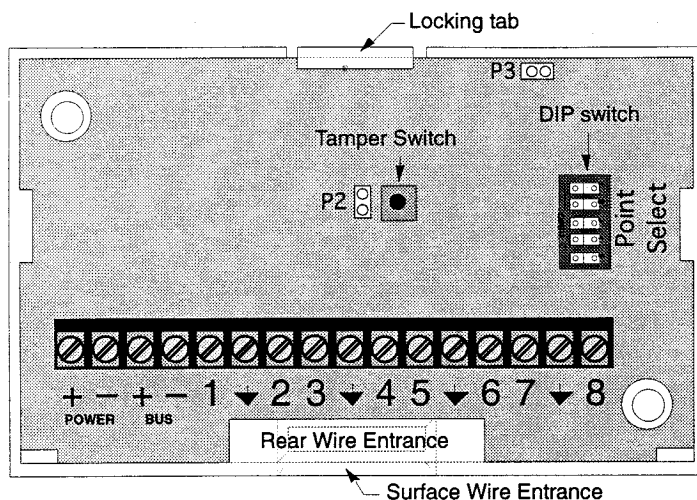 Locking tab
P3
DIP switch
Tamper Switch
P2
Point
Select
+ − + − 1 2 3 4 5 6 7 8
POWER BUS
Rear Wire Entrance
Surface Wire Entrance